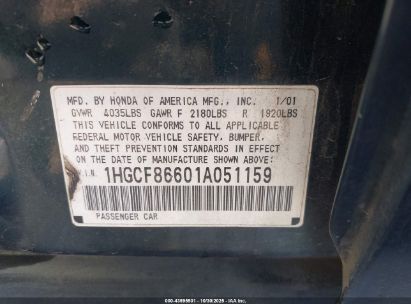 MFD. BY HONDA OF AMERICA MFG., INC. 1/01
GVWR 4035LBS GAWR F 2180LBS R 1920LBS
THIS VEHICLE CONFORMS TO ALL APPLICABLE
FEDERAL MOTOR VEHICLE SAFETY, BUMPER,
AND THEFT PREVENTION STANDARDS IN EFFECT
ON THE DATE OF MANUFACTURE SHOWN ABOVE.
V.I.N. 1HGCF86601A051159
PASSENGER CAR